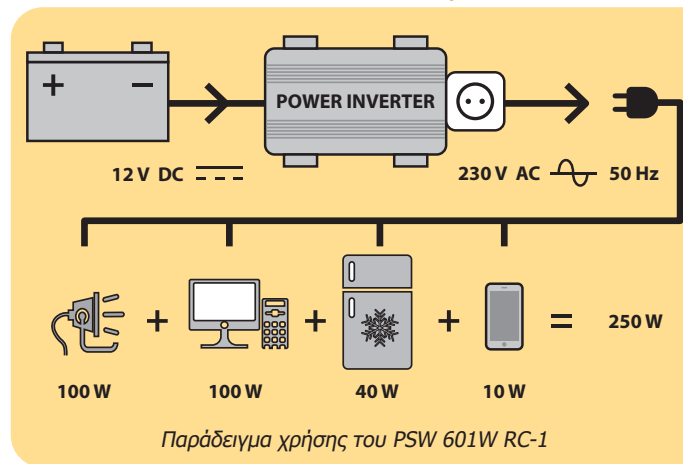 + −
POWER INVERTER
12 V DC
230 V AC 50 Hz
+ + + = 250 W
100 W 100 W 40 W 10 W
Παράδειγμα χρήσης του PSW 601W RC-1